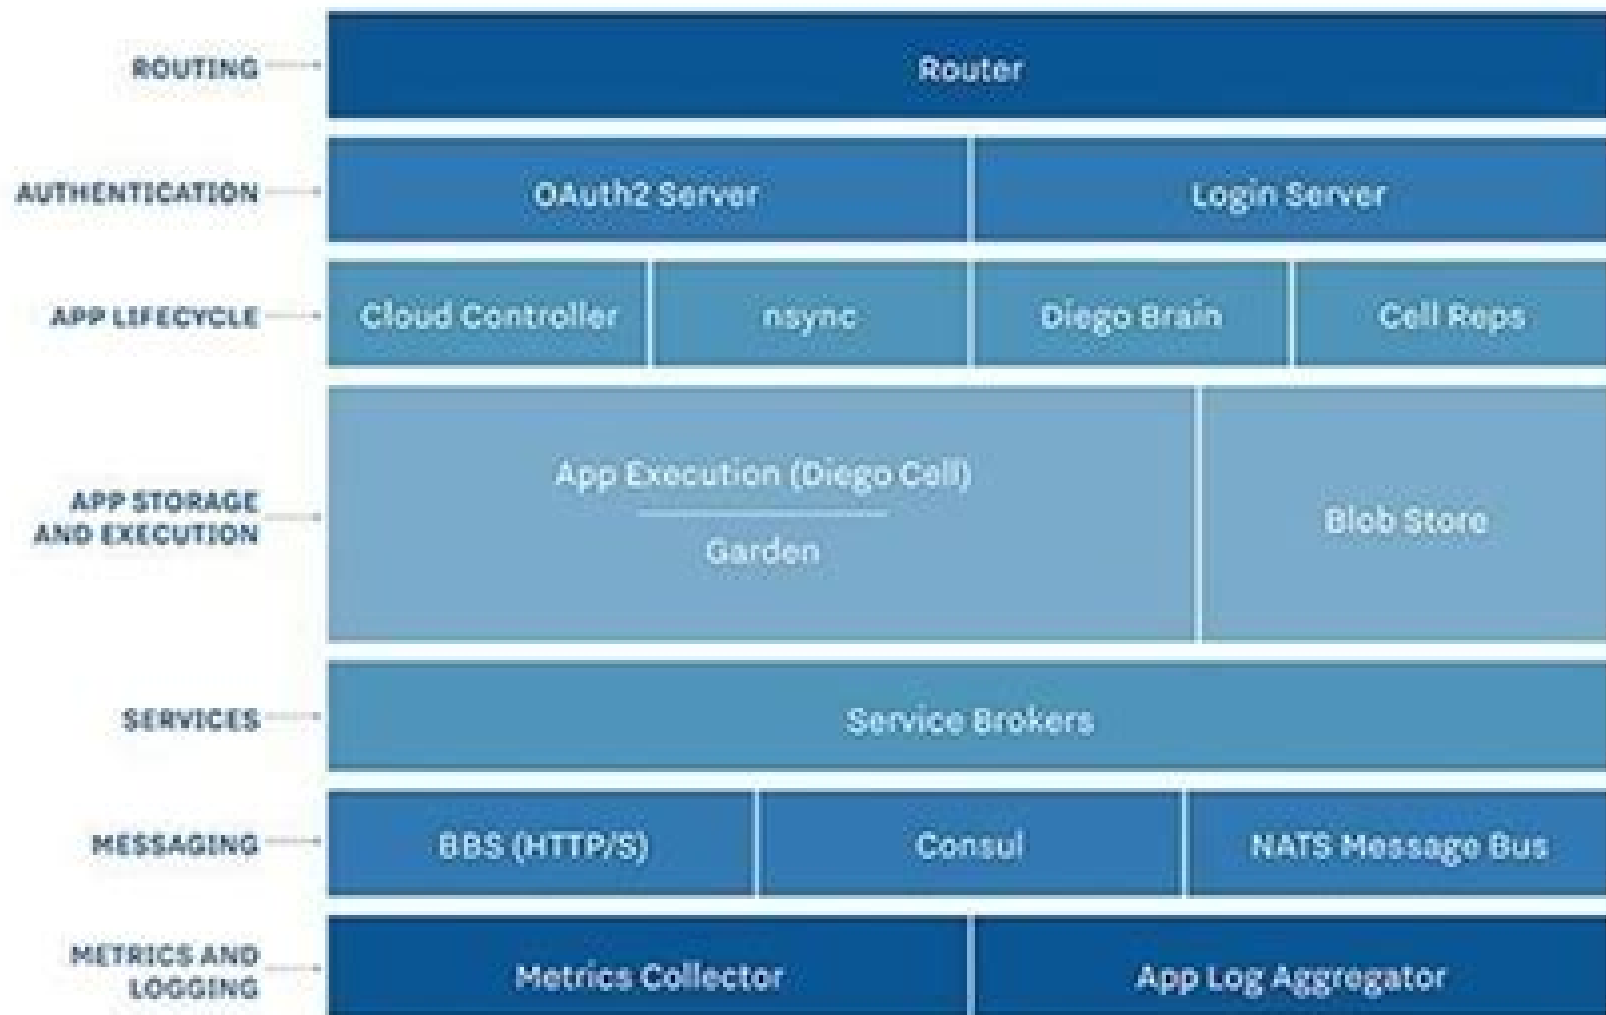 ROUTING
Router
AUTHENTICATION
OAuth2 Server
Login Server
APP LIFECYCLE
Cloud Controller
nsync
Diego Brain
Cell Reps
APP STORAGE
AND EXECUTION
App Execution (Diego Cell)
Garden
Blob Store
SERVICES
Service Brokers
MESSAGING
BBS (HTTP/S)
Consul
NATS Message Bus
METRICS AND
LOGGING
Metrics Collector
App Log Aggregator